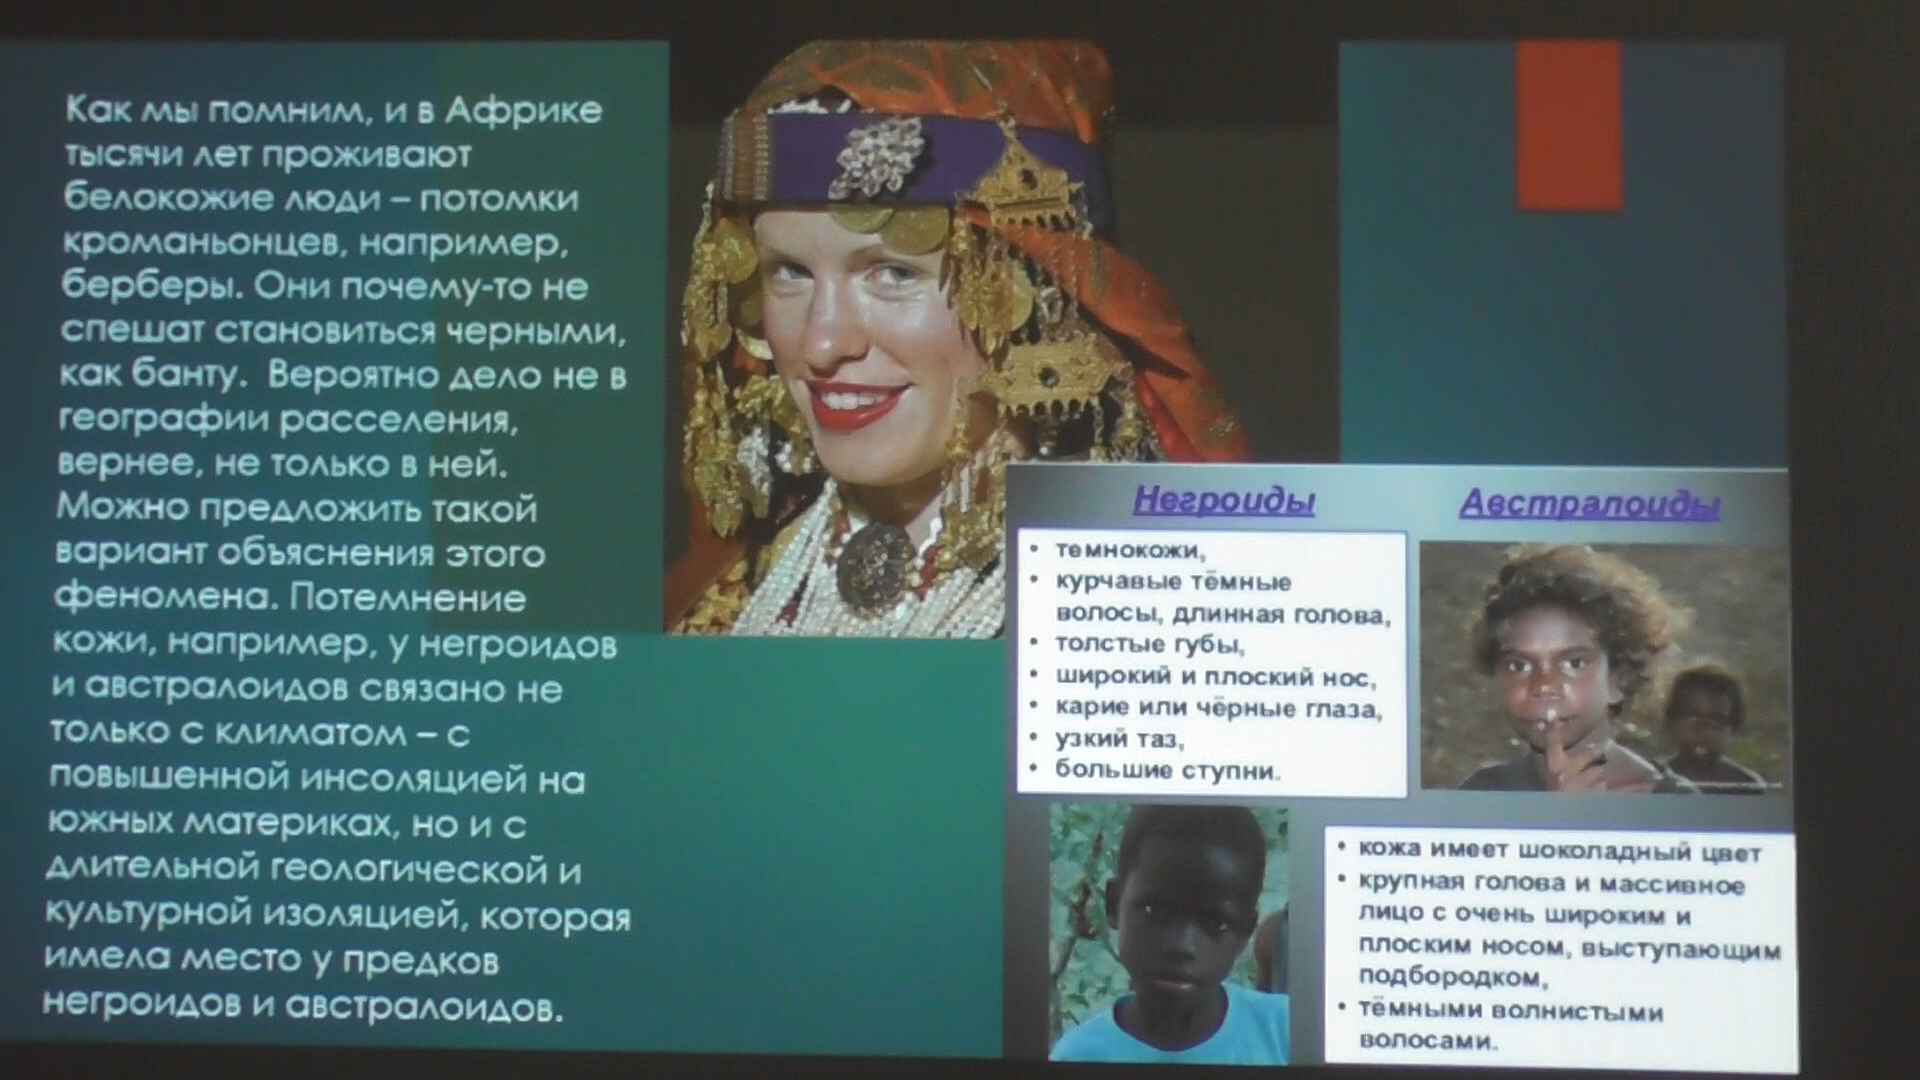 Как мы помним, и в Африке
тысячи лет проживают
белокожие люди – потомки
кроманьонцев, например,
берберы. Они почему-то не
спешат становиться черными,
как банту. Вероятно дело не в
географии расселения,
вернее, не только в ней.
Можно предложить такой
вариант объяснения этого
феномена. Потемнение
кожи, например, у негроидов
и австралоидов связано не
только с климатом – с
повышенной инсоляцией на
южных материках, но и с
длительной геологической и
культурной изоляцией, которая
имела место у предков
негроидов и австралоидов.
Негроиды
• темнокожи,
• курчавые тёмные
волосы, длинная голова,
• толстые губы,
• широкий и плоский нос,
• карие или чёрные глаза,
• узкий таз,
• большие ступни.
Австралоиды
• кожа имеет шоколадный цвет
• крупная голова и массивное
лицо с очень широким и
плоским носом, выступающим
подбородком,
• тёмными волнистыми
волосами.